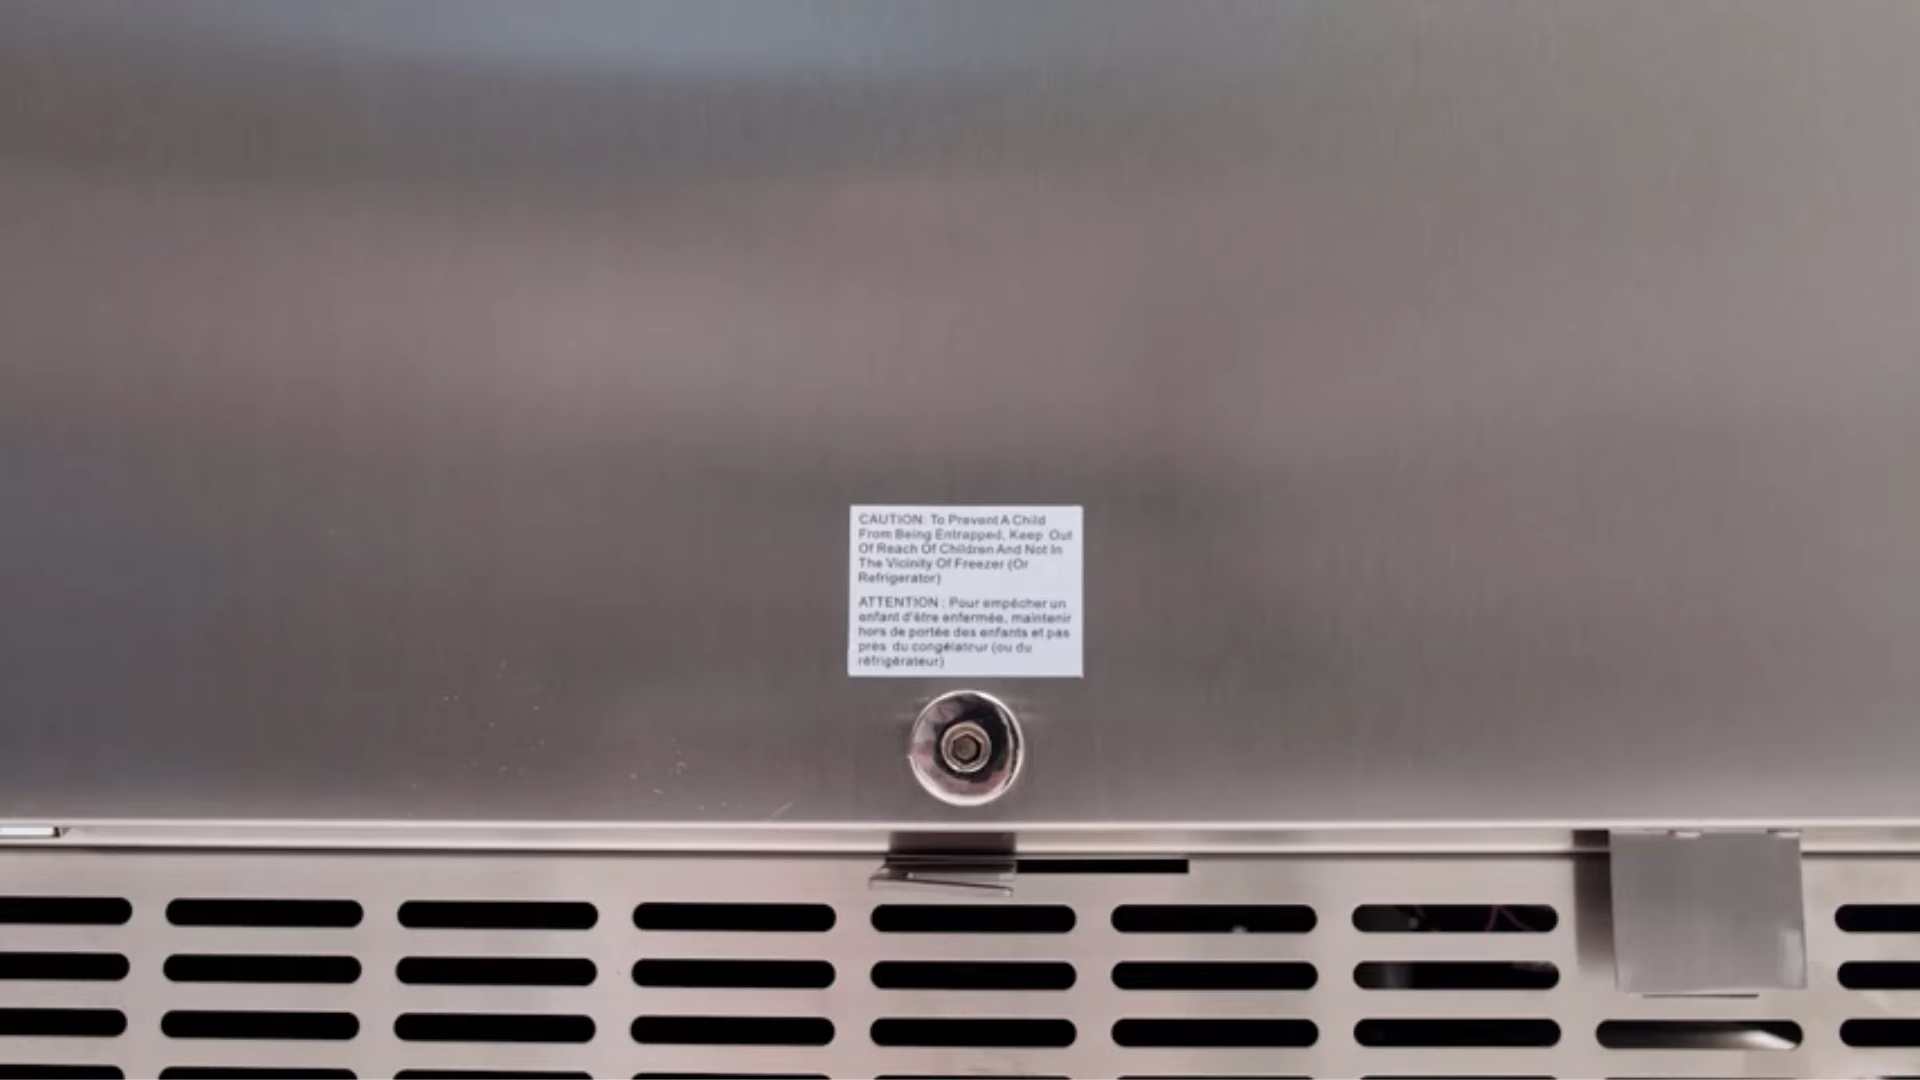 CAUTION: To Prevent A Child
From Being Entrapped, Keep Out
Of Reach Of Children And Not In
The Vicinity Of Freezer (Or
Refrigerator)
ATTENTION : Pour empêcher un
enfant d'être enfermée, maintenir
hors de portée des enfants et pas
près du congélateur (ou du
réfrigérateur)